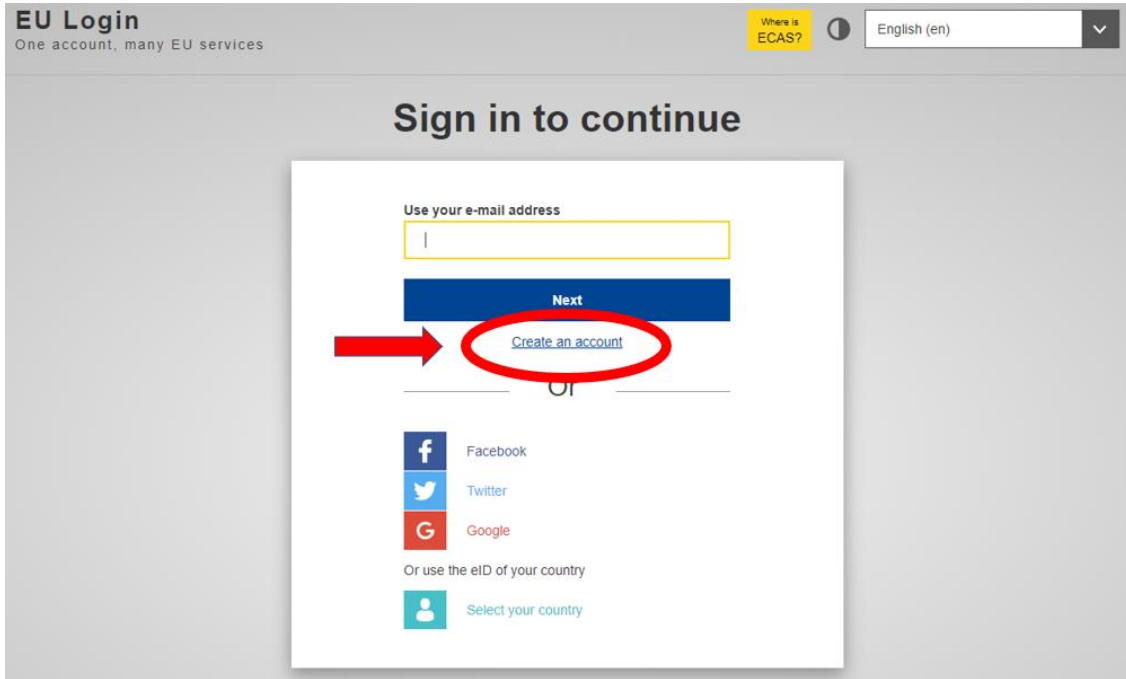 EU Login
One account, many EU services
Where is
ECAS?
English (en)
Sign in to continue
Use your e-mail address
Next
Create an account
Or
Facebook
Twitter
Google
Or use the eID of your country
Select your country